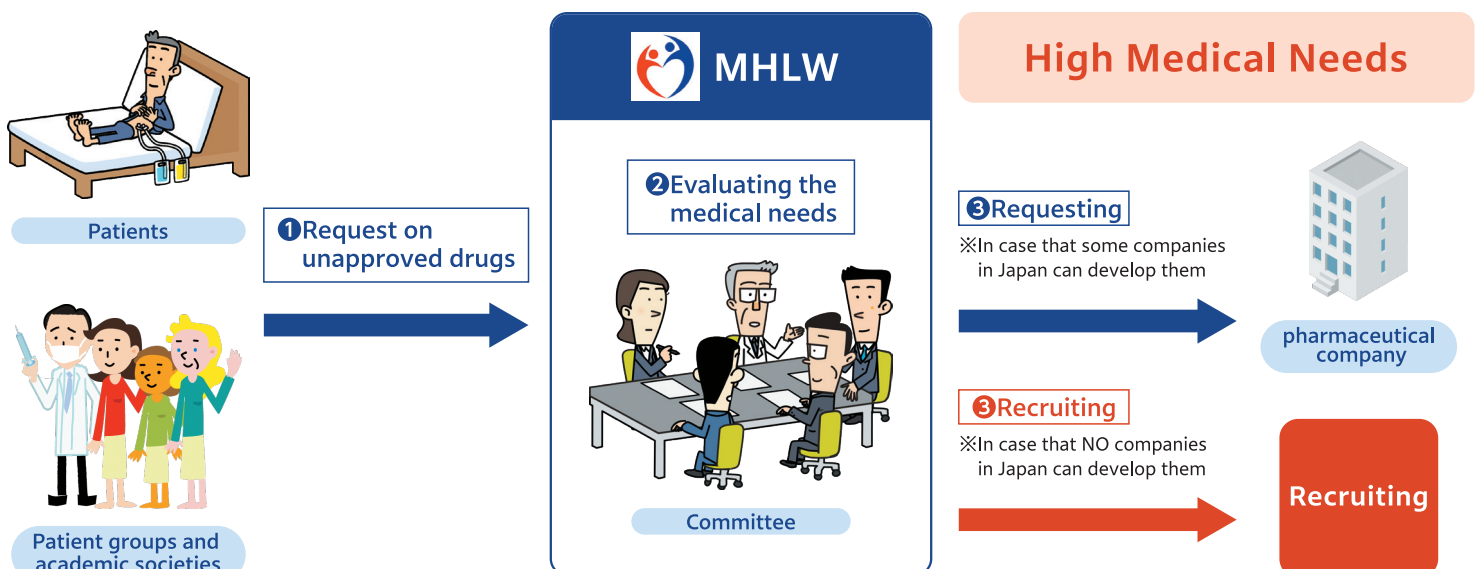 Patients
Patient groups and
academic societies
❶Request on
unapproved drugs
MHLW
❷Evaluating the
medical needs
Committee
High Medical Needs
❸Requesting
※In case that some companies
in Japan can develop them
pharmaceutical
company
❸Recruiting
※In case that NO companies
in Japan can develop them
Recruiting